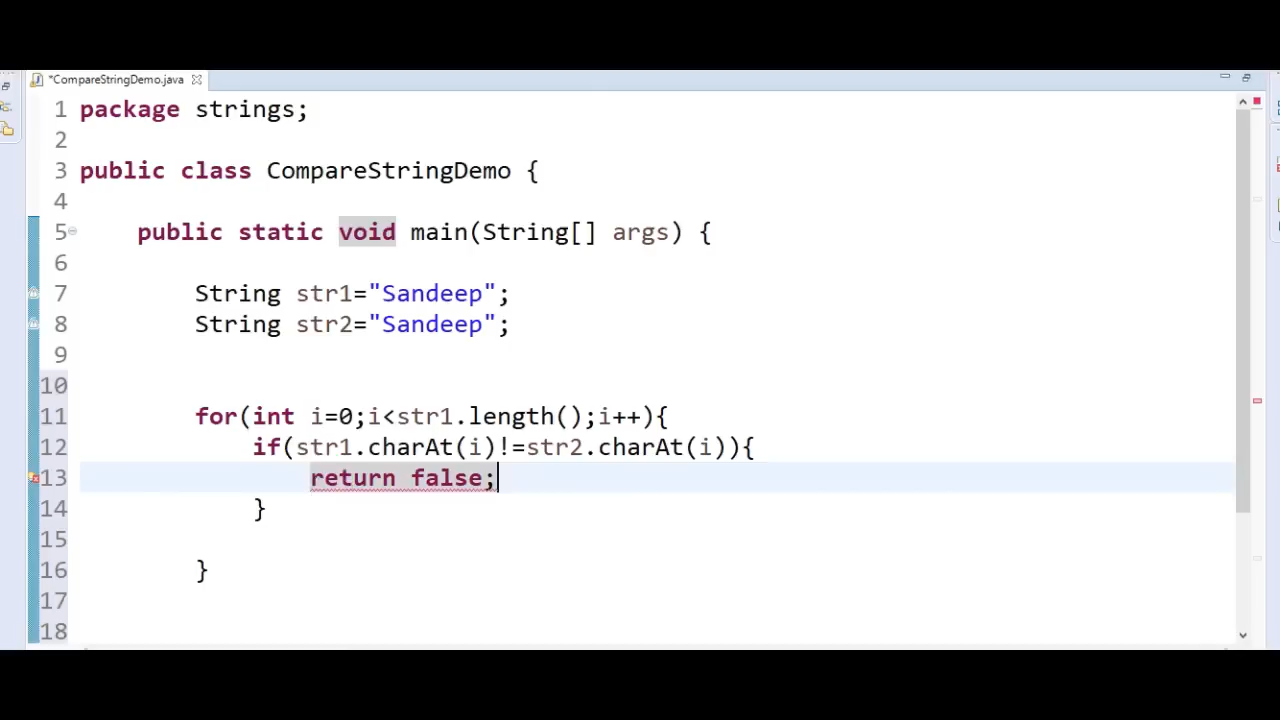 *CompareStringDemo.java
1 package strings;
2
3 public class CompareStringDemo {
4
5 public static void main(String[] args) {
6
7 String str1="Sandeep";
8 String str2="Sandeep";
9
10
11 for(int i=0;i<str1.length();i++){
12 if(str1.charAt(i)!=str2.charAt(i)){
13 return false;
14 }
15
16 }
17
18